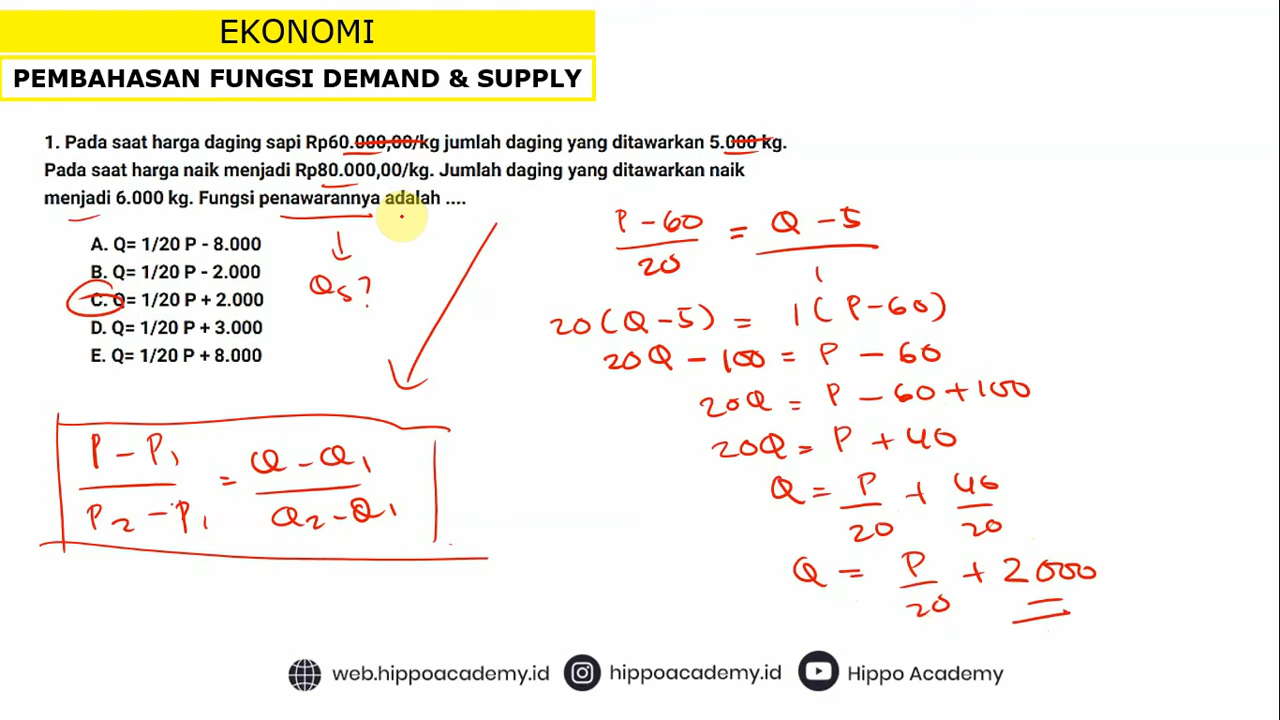 EKONOMI
PEMBAHASAN FUNGSI DEMAND & SUPPLY
1. Pada saat harga daging sapi Rp60.000,00/kg jumlah daging yang ditawarkan 5.000 kg.
Pada saat harga naik menjadi Rp80.000,00/kg. Jumlah daging yang ditawarkan naik
menjadi 6.000 kg. Fungsi penawarannya adalah ....
A. Q= 1/20 P - 8.000
B. Q= 1/20 P - 2.000
C. Q= 1/20 P + 2.000
D. Q= 1/20 P + 3.000
E. Q= 1/20 P + 8.000
Qs?
P - P1 / P2 - P1 = Q - Q1 / Q2 - Q1
P - 60 / 20 = Q - 5 / 1
20(Q - 5) = 1(P - 60)
20Q - 100 = P - 60
20Q = P - 60 + 100
20Q = P + 40
Q = P/20 + 40/20
Q = P/20 + 2000
web.hippoacademy.id hippoacademy.id Hippo Academy